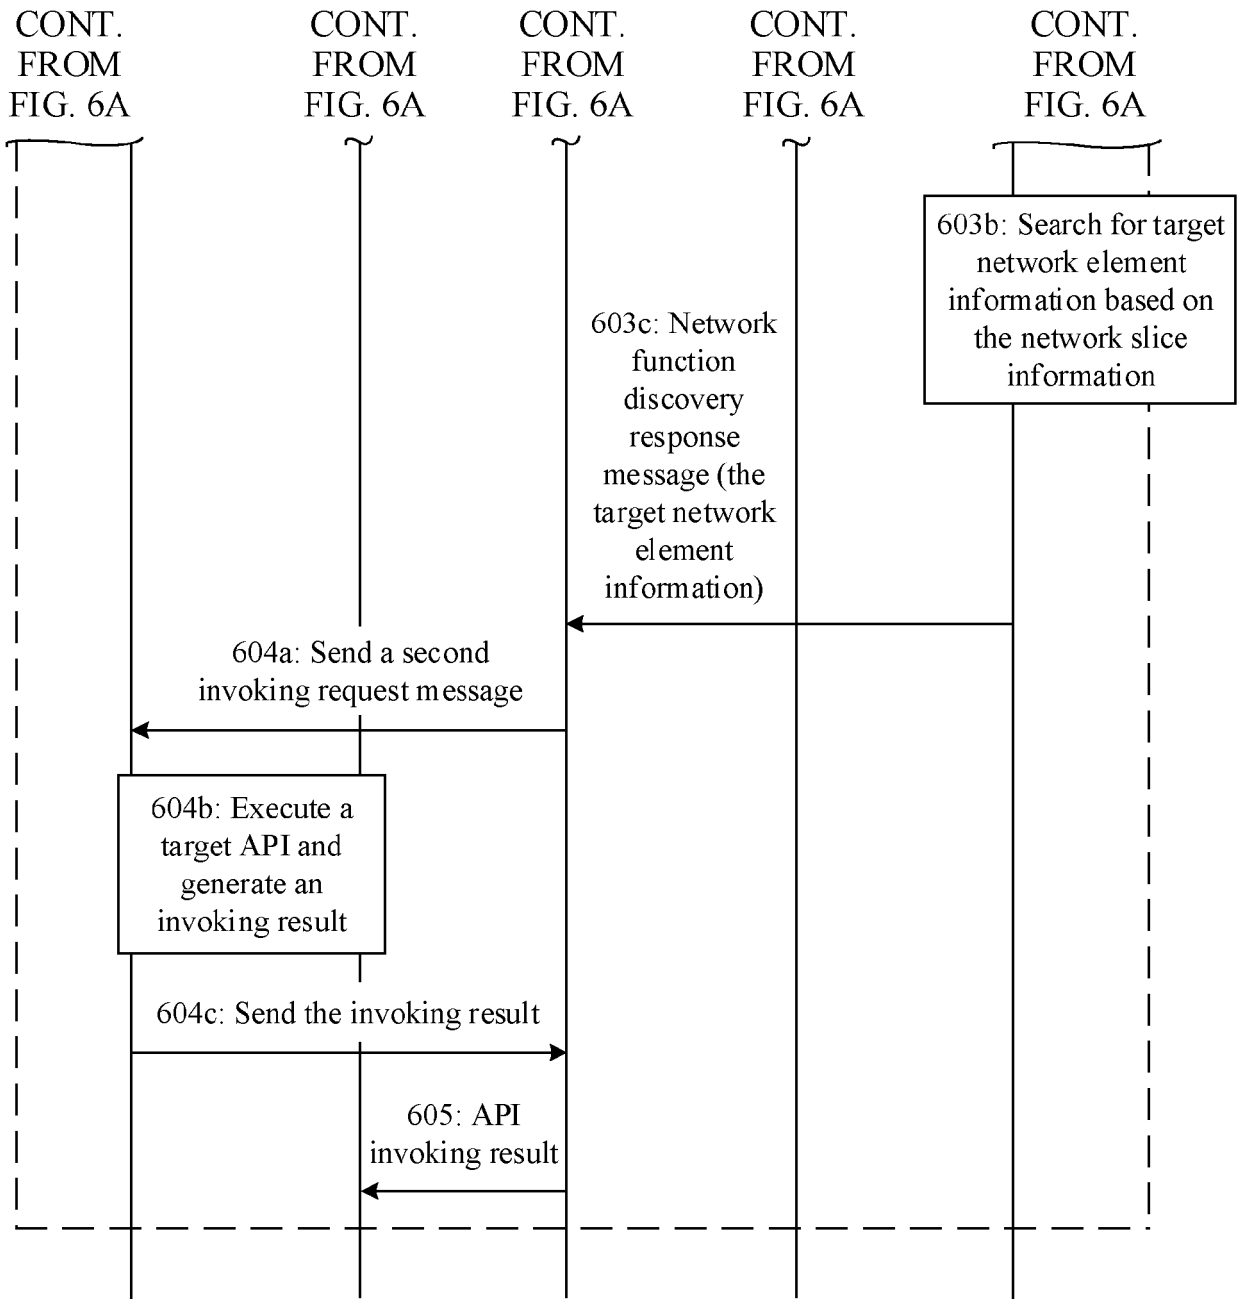 CONT.
FROM
FIG. 6A
CONT.
FROM
FIG. 6A
CONT.
FROM
FIG. 6A
CONT.
FROM
FIG. 6A
CONT.
FROM
FIG. 6A
603b: Search for target
network element
information based on
the network slice
information
603c: Network
function
discovery
response
message (the
target network
element
information)
604a: Send a second
invoking request message
604b: Execute a
target API and
generate an
invoking result
604c: Send the invoking result
605: API
invoking result